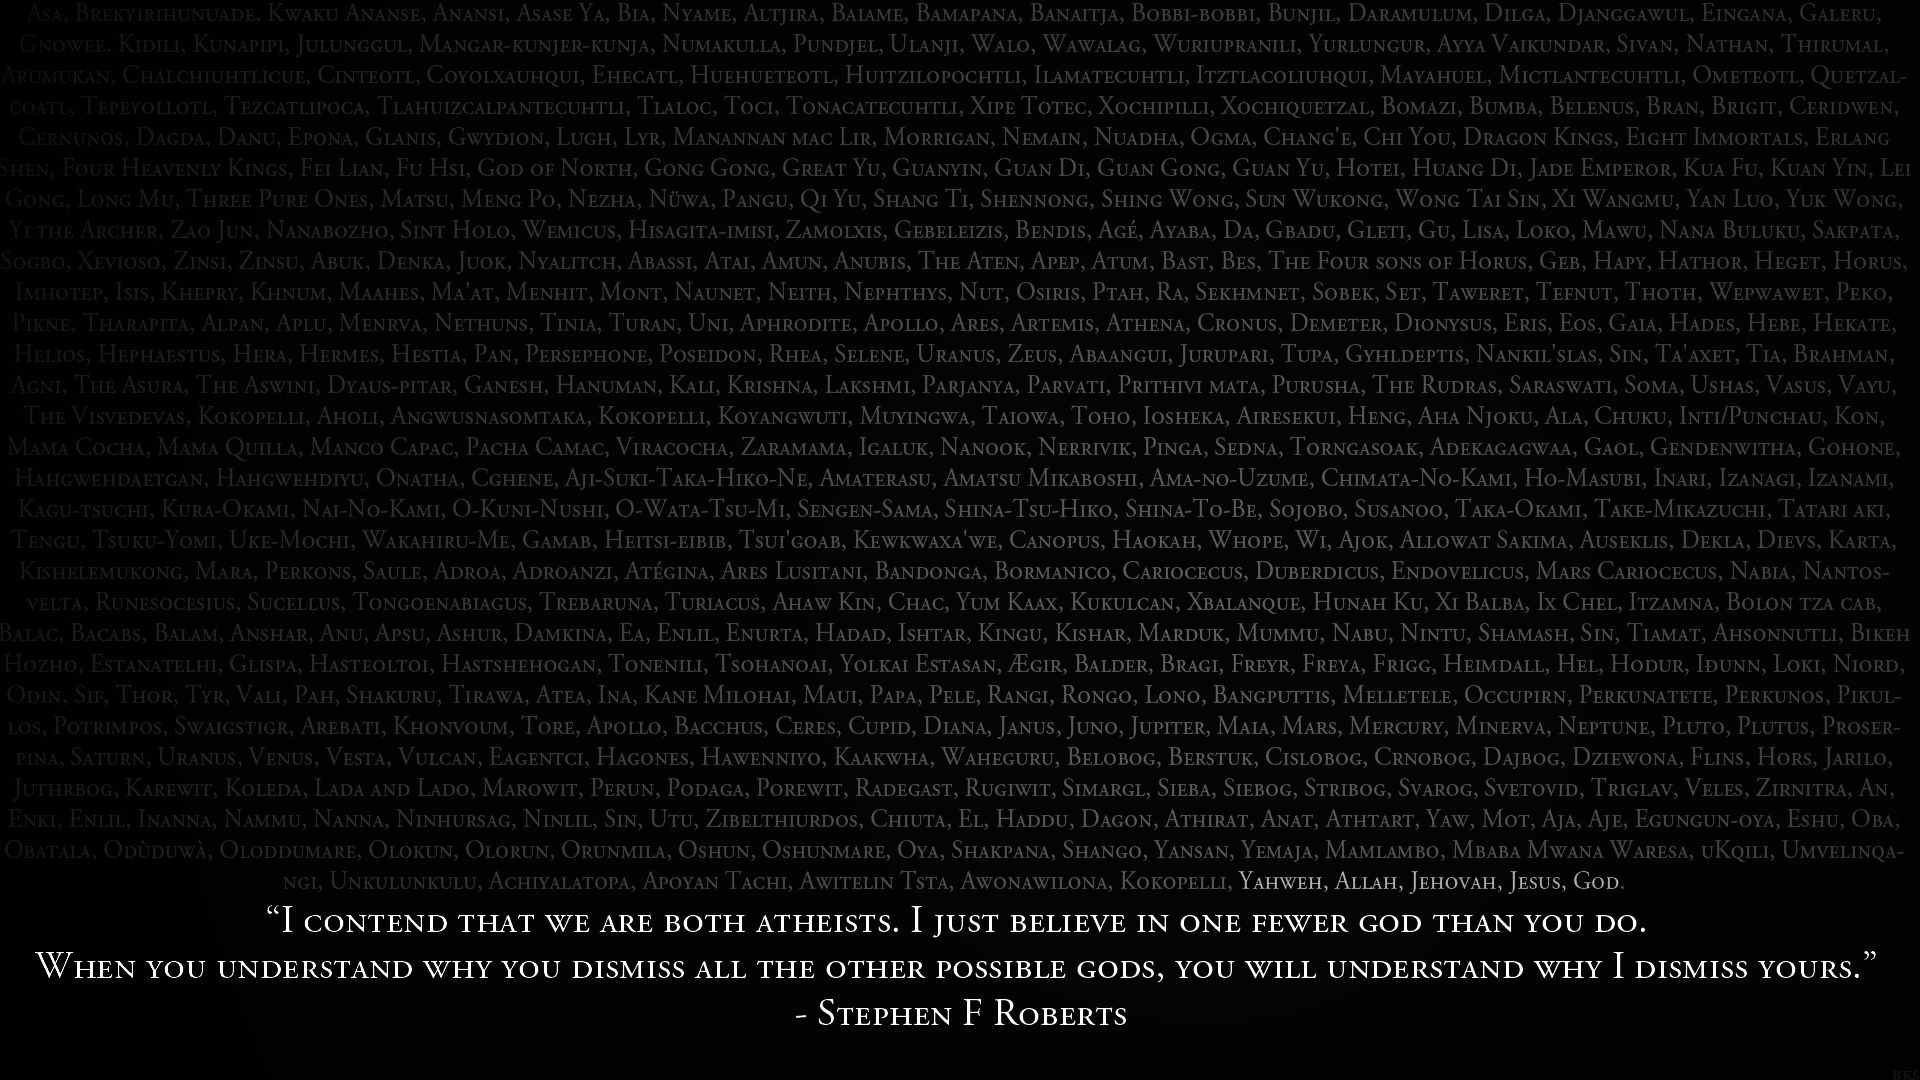 Asa, Brekyirihunuade, Kwaku Ananse, Anansi, Asase Ya, Bia, Nyame, Altjira, Baiame, Bamapana, Banaitja, Bobbi-bobbi, Bunjil, Daramulum, Dilga, Djanggawul, Eingana, Galeru,
Gnowee, Kidili, Kunapipi, Julunggul, Mangar-kunjer-kunja, Numakulla, Pundjel, Ulanji, Walo, Wawalag, Wuriupranili, Yurlungur, Ayya Vaikundar, Sivan, Nathan, Thirumal,
Arumukan, Chalchiuhtlicue, Cinteotl, Coyolxauhqui, Ehecatl, Huehueteotl, Huitzilopochtli, Ilamatecuhtli, Itztlacoliuhqui, Mayahuel, Mictlantecuhtli, Ometeotl, Quetzal-
coatl, Tepeyollotl, Tezcatlipoca, Tlahuizcalpantecuhtli, Tlaloc, Toci, Tonacatecuhtli, Xipe Totec, Xochipilli, Xochiquetzal, Bomazi, Bumba, Belenus, Bran, Brigit, Ceridwen,
Cernunos, Dagda, Danu, Epona, Glanis, Gwydion, Lugh, Lyr, Manannan mac Lir, Morrigan, Nemain, Nuadha, Ogma, Chang'e, Chi You, Dragon Kings, Eight Immortals, Erlang
Shen, Four Heavenly Kings, Fei Lian, Fu Hsi, God of North, Gong Gong, Great Yu, Guanyin, Guan Di, Guan Gong, Guan Yu, Hotei, Huang Di, Jade Emperor, Kua Fu, Kuan Yin, Lei
Gong, Long Mu, Three Pure Ones, Matsu, Meng Po, Nezha, Nüwa, Pangu, Qi Yu, Shang Ti, Shennong, Shing Wong, Sun Wukong, Wong Tai Sin, Xi Wangmu, Yan Luo, Yuk Wong,
Yi the Archer, Zao Jun, Nanabozho, Sint Holo, Wemicus, Hisagita-imisi, Zamolxis, Gebeleizis, Bendis, Agé, Ayaba, Da, Gbadu, Gleti, Gu, Lisa, Loko, Mawu, Nana Buluku, Sakpata,
Sogbo, Xevioso, Zinsi, Zinsu, Abuk, Denka, Juok, Nyalitch, Abassi, Atai, Amun, Anubis, The Aten, Apep, Atum, Bast, Bes, The Four sons of Horus, Geb, Hapy, Hathor, Heget, Horus,
Imhotep, Isis, Khepry, Khnum, Maahes, Ma'at, Menhit, Mont, Naunet, Neith, Nephthys, Nut, Osiris, Ptah, Ra, Sekhmnet, Sobek, Set, Taweret, Tefnut, Thoth, Wepwawet, Peko,
Pikne, Tharapita, Alpan, Aplu, Menrva, Nethuns, Tinia, Turan, Uni, Aphrodite, Apollo, Ares, Artemis, Athena, Cronus, Demeter, Dionysus, Eris, Eos, Gaia, Hades, Hebe, Hekate,
Helios, Hephaestus, Hera, Hermes, Hestia, Pan, Persephone, Poseidon, Rhea, Selene, Uranus, Zeus, Abaangui, Jurupari, Tupa, Gyhldeptis, Nankil'slas, Sin, Ta'axet, Tia, Brahman,
Agni, The Asura, The Aswini, Dyaus-pitar, Ganesh, Hanuman, Kali, Krishna, Lakshmi, Parjanya, Parvati, Prithivi mata, Purusha, The Rudras, Saraswati, Soma, Ushas, Vasus, Vayu,
The Visvedevas, Kokopelli, Aholi, Angwusnasomtaka, Kokopelli, Koyangwuti, Muyingwa, Taiowa, Toho, Iosheka, Airesekui, Heng, Aha Njoku, Ala, Chuku, Inti/Punchau, Kon,
Mama Cocha, Mama Quilla, Manco Capac, Pacha Camac, Viracocha, Zaramama, Igaluk, Nanook, Nerrivik, Pinga, Sedna, Torngasoak, Adekagagwaa, Gaol, Gendenwitha, Gohone,
Hahgwehdaetgan, Hahgwehdiyu, Onatha, Cghene, Aji-Suki-Taka-Hiko-Ne, Amaterasu, Amatsu Mikaboshi, Ama-no-Uzume, Chimata-No-Kami, Ho-Masubi, Inari, Izanagi, Izanami,
Kagu-tsuchi, Kura-Okami, Nai-No-Kami, O-Kuni-Nushi, O-Wata-Tsu-Mi, Sengen-Sama, Shina-Tsu-Hiko, Shina-To-Be, Sojobo, Susanoo, Taka-Okami, Take-Mikazuchi, Tatari aki,
Tengu, Tsuku-Yomi, Uke-Mochi, Wakahiru-Me, Gamab, Heitsi-eibib, Tsui'goab, Kewkwaxa'we, Canopus, Haokah, Whope, Wi, Ajok, Allowat Sakima, Auseklis, Dekla, Dievs, Karta,
Kishelemukong, Mara, Perkons, Saule, Adroa, Adroanzi, Atégina, Ares Lusitani, Bandonga, Bormanico, Cariocecus, Duberdicus, Endovelicus, Mars Cariocecus, Nabia, Nantos-
velta, Runesocesius, Sucellus, Tongoenabiagus, Trebaruna, Turiacus, Ahaw Kin, Chac, Yum Kaax, Kukulcan, Xbalanque, Hunah Ku, Xi Balba, Ix Chel, Itzamna, Bolon tza cab,
Balac, Bacabs, Balam, Anshar, Anu, Apsu, Ashur, Damkina, Ea, Enlil, Enurta, Hadad, Ishtar, Kingu, Kishar, Marduk, Mummu, Nabu, Nintu, Shamash, Sin, Tiamat, Ahsonnutli, Bikeh
Hozho, Estanatelhi, Glispa, Hasteoltoi, Hastshehogan, Tonenili, Tsohanoai, Yolkai Estasan, Ægir, Balder, Bragi, Freyr, Freya, Frigg, Heimdall, Hel, Hodur, Iðunn, Loki, Niord,
Odin, Sif, Thor, Tyr, Vali, Pah, Shakuru, Tirawa, Atea, Ina, Kane Milohai, Maui, Papa, Pele, Rangi, Rongo, Lono, Bangputtis, Melletele, Occupirn, Perkunatete, Perkunos, Pikul-
los, Potrimpos, Swaigstigr, Arebati, Khonvoum, Tore, Apollo, Bacchus, Ceres, Cupid, Diana, Janus, Juno, Jupiter, Maia, Mars, Mercury, Minerva, Neptune, Pluto, Plutus, Proser-
pina, Saturn, Uranus, Venus, Vesta, Vulcan, Eagentci, Hagones, Hawenniyo, Kaakwha, Waheguru, Belobog, Berstuk, Cislobog, Crnobog, Dajbog, Dziewona, Flins, Hors, Jarilo,
Juthrbog, Karewit, Koleda, Lada and Lado, Marowit, Perun, Podaga, Porewit, Radegast, Rugiwit, Simargl, Sieba, Siebog, Stribog, Svarog, Svetovid, Triglav, Veles, Zirnitra, An,
Enki, Enlil, Inanna, Nammu, Nanna, Ninhursag, Ninlil, Sin, Utu, Zibelthiurdos, Chiuta, El, Haddu, Dagon, Athirat, Anat, Athtart, Yaw, Mot, Aja, Aje, Egungun-oya, Eshu, Oba,
Obatala, Odùduwà, Oloddumare, Olokun, Olorun, Orunmila, Oshun, Oshunmare, Oya, Shakpana, Shango, Yansan, Yemaja, Mamlambo, Mbaba Mwana Waresa, uKqili, Umvelinqa-
ngi, Unkulunkulu, Achiyalatopa, Apoyan Tachi, Awitelin Tsta, Awonawilona, Kokopelli, Yahweh, Allah, Jehovah, Jesus, God.
“I contend that we are both atheists. I just believe in one fewer god than you do.
When you understand why you dismiss all the other possible gods, you will understand why I dismiss yours.”
- Stephen F Roberts
BKS